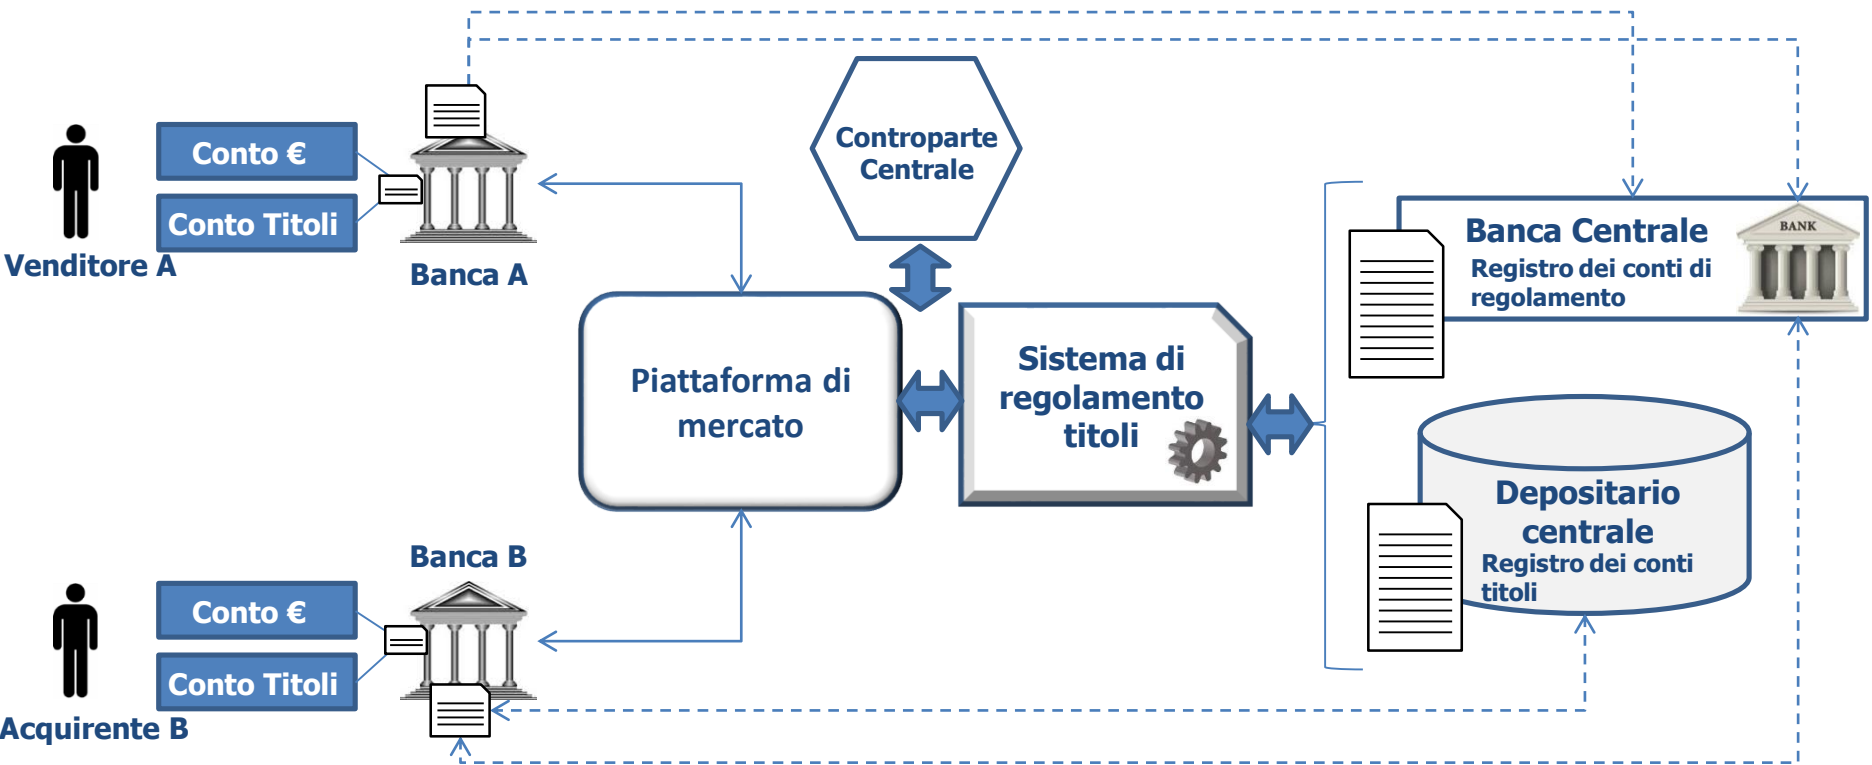 Controparte
Centrale
Conto €
Conto Titoli
Venditore A
Banca A
Banca Centrale
Registro dei conti di
regolamento
BANK
Piattaforma di
mercato
Sistema di
regolamento
titoli
Depositario
centrale
Registro dei conti
titoli
Banca B
Conto €
Conto Titoli
Acquirente B